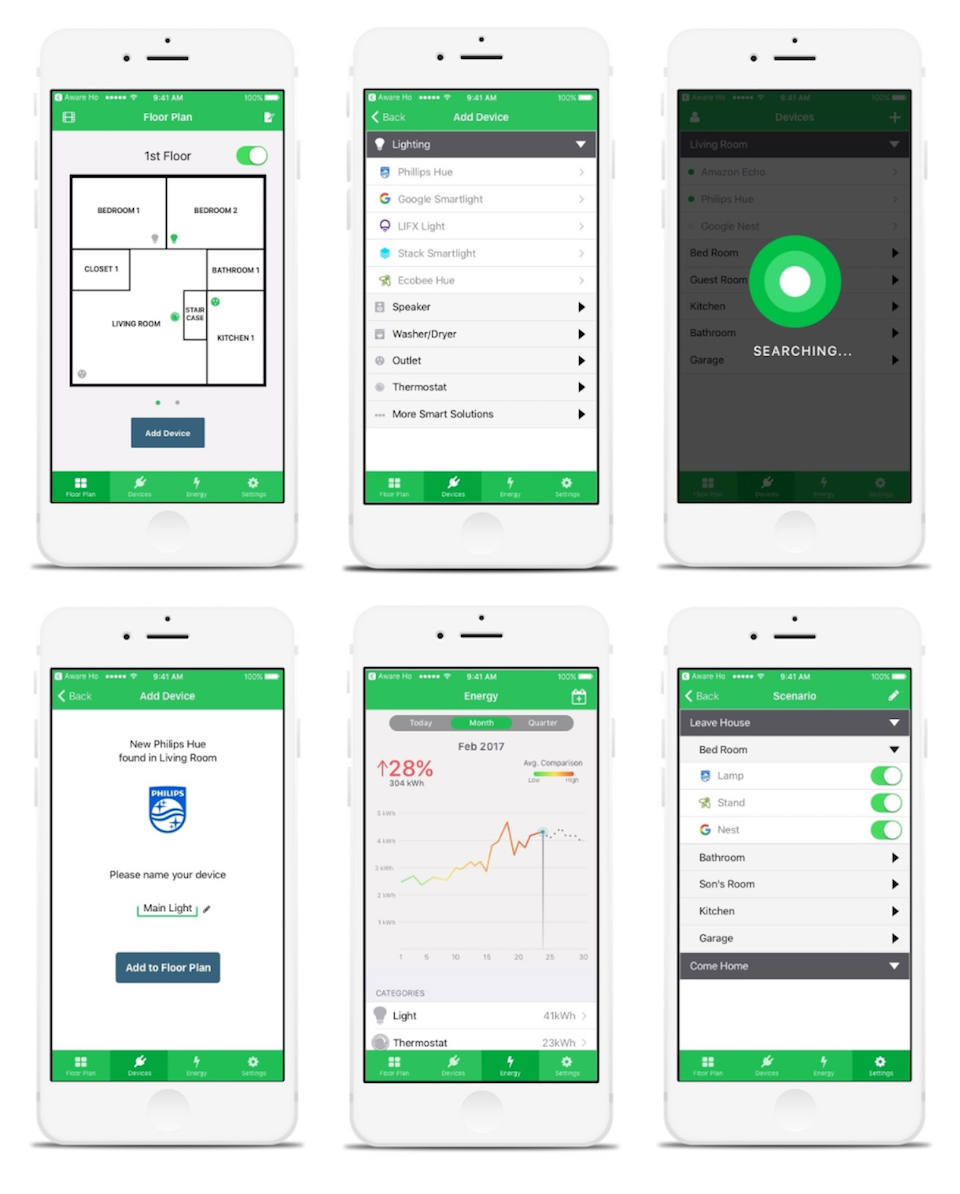 Aware Ho 9:41 AM 100%
Floor Plan
1st Floor
BEDROOM 1 BEDROOM 2
CLOSET 1 BATHROOM 1
STAIR
CASE
LIVING ROOM
KITCHEN 1
Add Device
Floor Plan Devices Energy Settings
Aware Ho 9:41 AM 100%
Back Add Device
Lighting
Phillips Hue
Google Smartlight
LIFX Light
Stack Smartlight
Ecobee Hue
Speaker
Washer/Dryer
Outlet
Thermostat
More Smart Solutions
Floor Plan Devices Energy Settings
Aware Ho 9:41 AM 100%
Devices
Living Room
Amazon Echo
Philips Hue
Google Nest
Bed Room
Guest Room
Kitchen
Bathroom
SEARCHING...
Garage
Floor Plan Devices Energy Settings
Aware Ho 9:41 AM 100%
Back Add Device
New Philips Hue
found in Living Room
PHILIPS
Please name your device
Main Light
Add to Floor Plan
Floor Plan Devices Energy Settings
Aware Ho 9:41 AM 100%
Energy
Today Month Quarter
Feb 2017
↑28%
304 kWh
Avg. Comparison
Low High
5 kWh
4 kWh
3 kWh
2 kWh
1 kWh
1 5 10 15 20 25 30
CATEGORIES
Light 41kWh
Thermostat 23kWh
Floor Plan Devices Energy Settings
Aware Ho 9:41 AM 100%
Back Scenario
Leave House
Bed Room
Lamp
Stand
Nest
Bathroom
Son's Room
Kitchen
Garage
Come Home
Floor Plan Devices Energy Settings